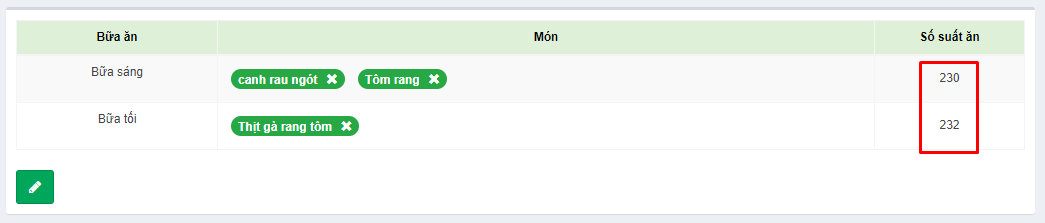 Bữa ăn Món Số suất ăn
Bữa sáng canh rau ngót Tôm rang 230
Bữa tối Thịt gà rang tôm 232